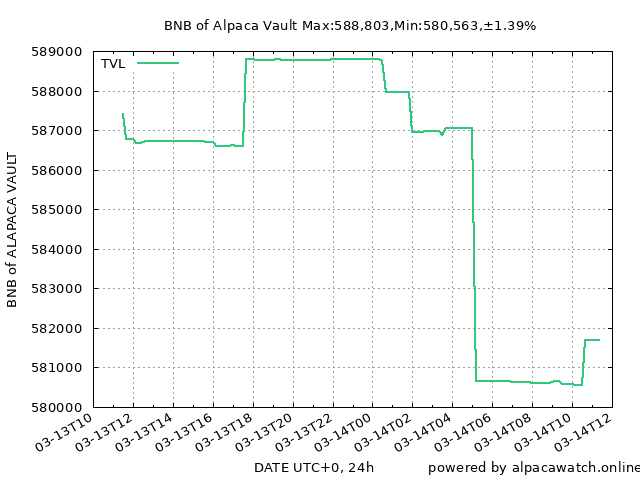 BNB of Alpaca Vault Max:588,803,Min:580,563,±1.39%
TVL
BNB of ALAPACA VAULT
589000
588000
587000
586000
585000
584000
583000
582000
581000
580000
03-13T10
03-13T12
03-13T14
03-13T16
03-13T18
03-13T20
03-13T22
03-14T00
03-14T02
03-14T04
03-14T06
03-14T08
03-14T10
03-14T12
DATE UTC+0, 24h
powered by alpacawatch.online